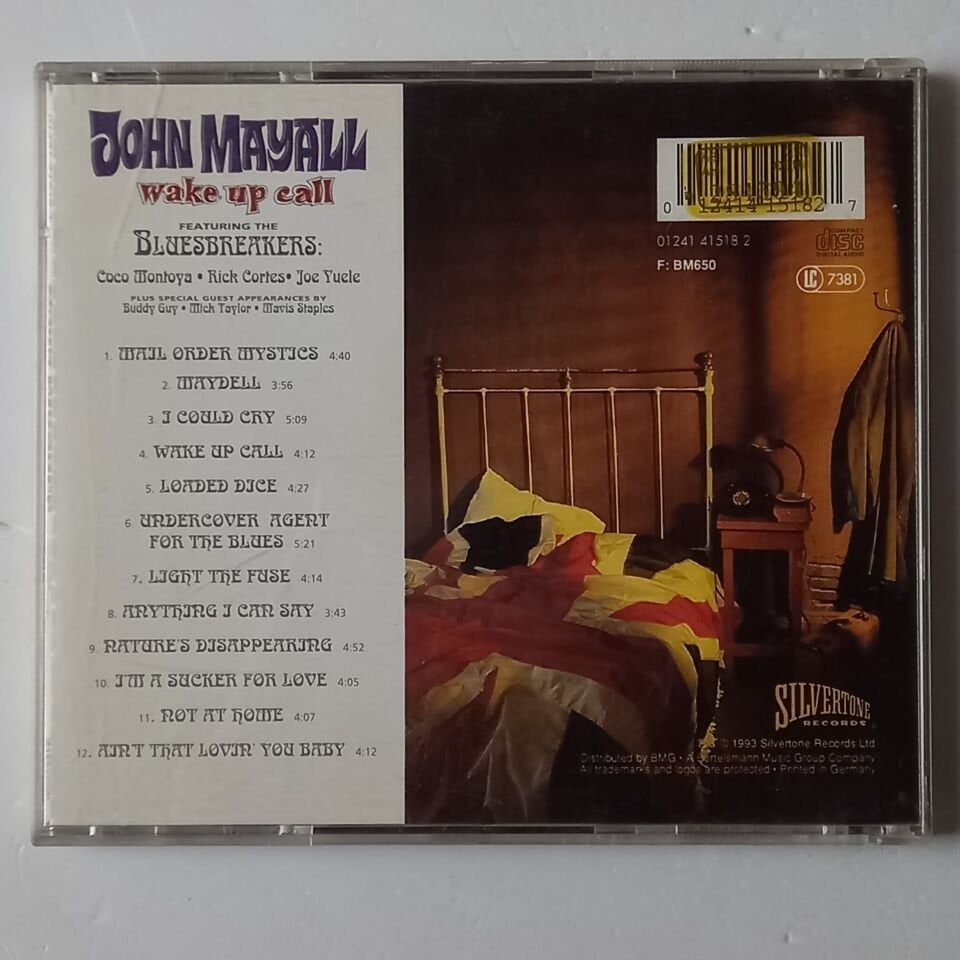 JOHN MAYALL
wake up call
FEATURING THE
BLUESBREAKERS:
Coco Montoya • Rick Cortes • Joe Yuele
PLUS SPECIAL GUEST APPEARANCES BY
Buddy Guy • Mick Taylor • Mavis Staples
1. MAIL ORDER MYSTICS 4:40
2. MAYDELL 3:56
3. I COULD CRY 5:09
4. WAKE UP CALL 4:12
5. LOADED DICE 4:27
6. UNDERCOVER AGENT
FOR THE BLUES 5:21
7. LIGHT THE FUSE 4:14
8. ANYTHING I CAN SAY 3:43
9. NATURE'S DISAPPEARING 4:52
10. I'M A SUCKER FOR LOVE 4:05
11. NOT AT HOME 4:07
12. AIN'T THAT LOVIN' YOU BABY 4:12
0 12414 15182 7
01241 41518 2
COMPACT
disc
DIGITAL AUDIO
F: BM650
LC 7381
SILVERTONE
RECORDS
© 1993 Silvertone Records Ltd
Distributed by BMG • A Bertelsmann Music Group Company
All trademarks and logos are protected • Printed in Germany